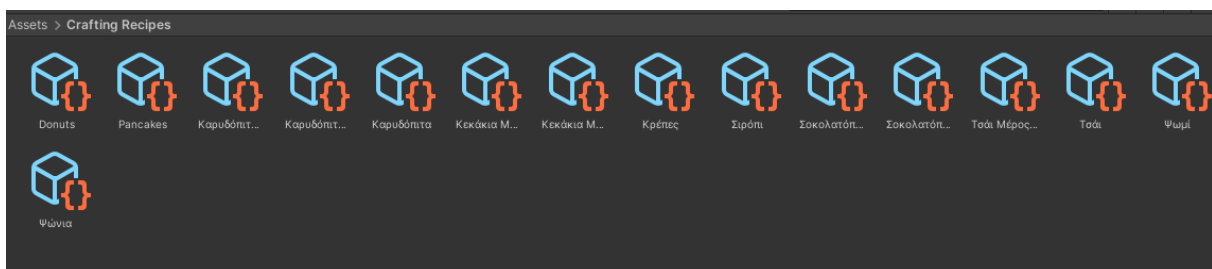 Assets > Crafting Recipes
Donuts
Pancakes
Καρυδόπιτ...
Καρυδόπιτ...
Καρυδόπιτα
Κεκάκια Μ...
Κεκάκια Μ...
Κρέπες
Σιρόπι
Σοκολατόπ...
Σοκολατόπ...
Τσάι Μέρος...
Τσάι
Ψωμί
Ψώνια